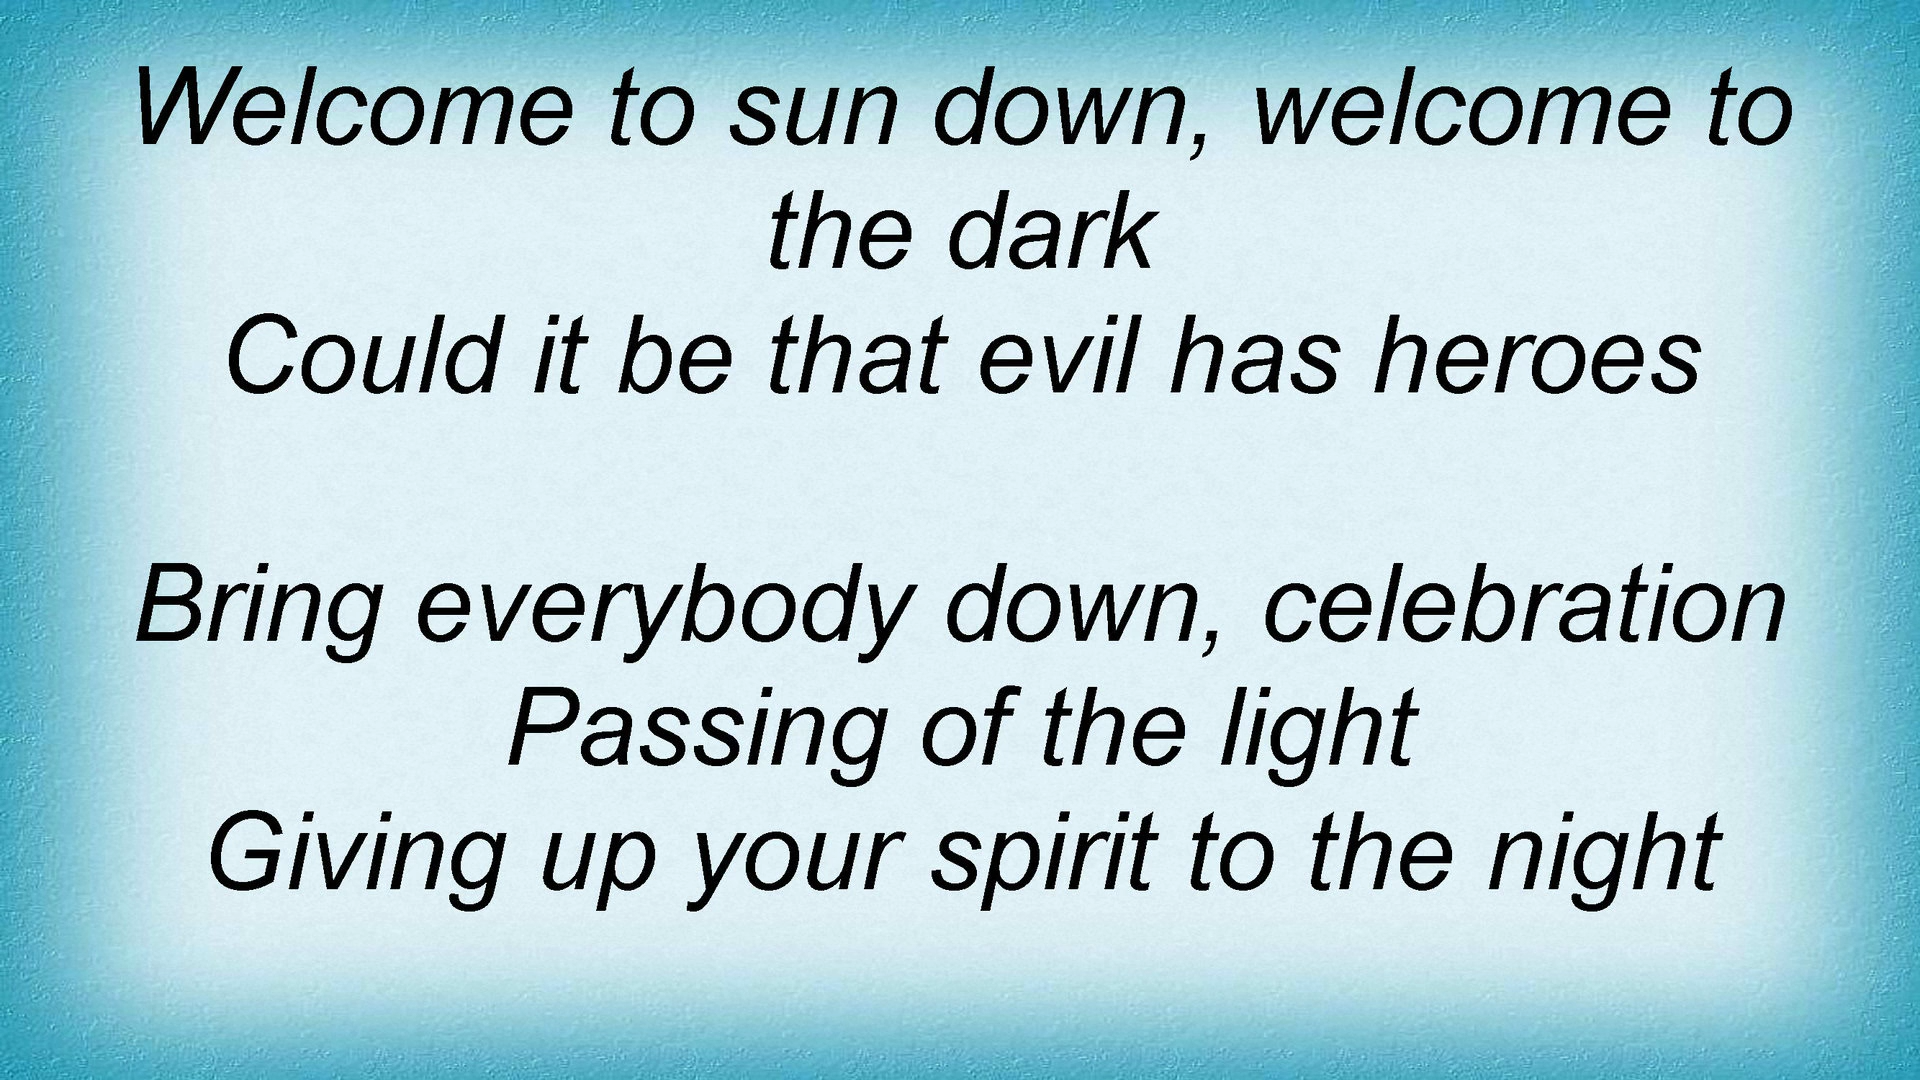 Welcome to sun down, welcome to
the dark
Could it be that evil has heroes
Bring everybody down, celebration
Passing of the light
Giving up your spirit to the night